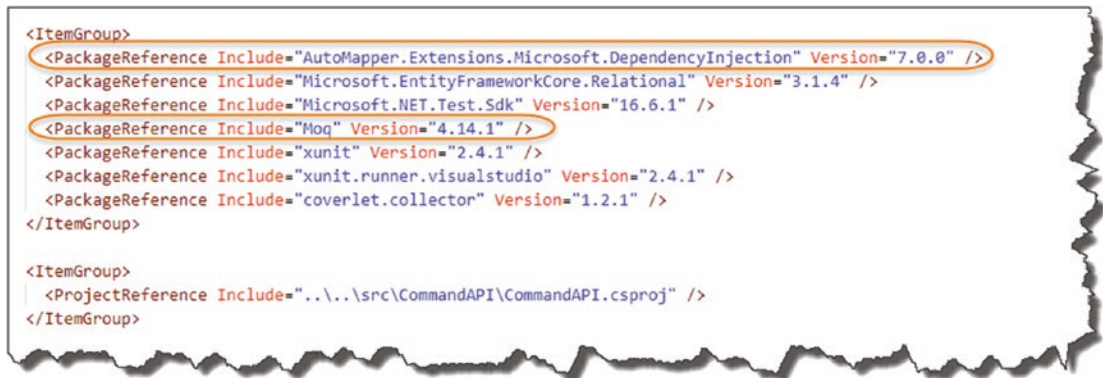 <ItemGroup>
<PackageReference Include="AutoMapper.Extensions.Microsoft.DependencyInjection" Version="7.0.0" />
<PackageReference Include="Microsoft.EntityFrameworkCore.Relational" Version="3.1.4" />
<PackageReference Include="Microsoft.NET.Test.Sdk" Version="16.6.1" />
<PackageReference Include="Moq" Version="4.14.1" />
<PackageReference Include="xunit" Version="2.4.1" />
<PackageReference Include="xunit.runner.visualstudio" Version="2.4.1" />
<PackageReference Include="coverlet.collector" Version="1.2.1" />
</ItemGroup>
<ItemGroup>
<ProjectReference Include="..\..\src\CommandAPI\CommandAPI.csproj" />
</ItemGroup>